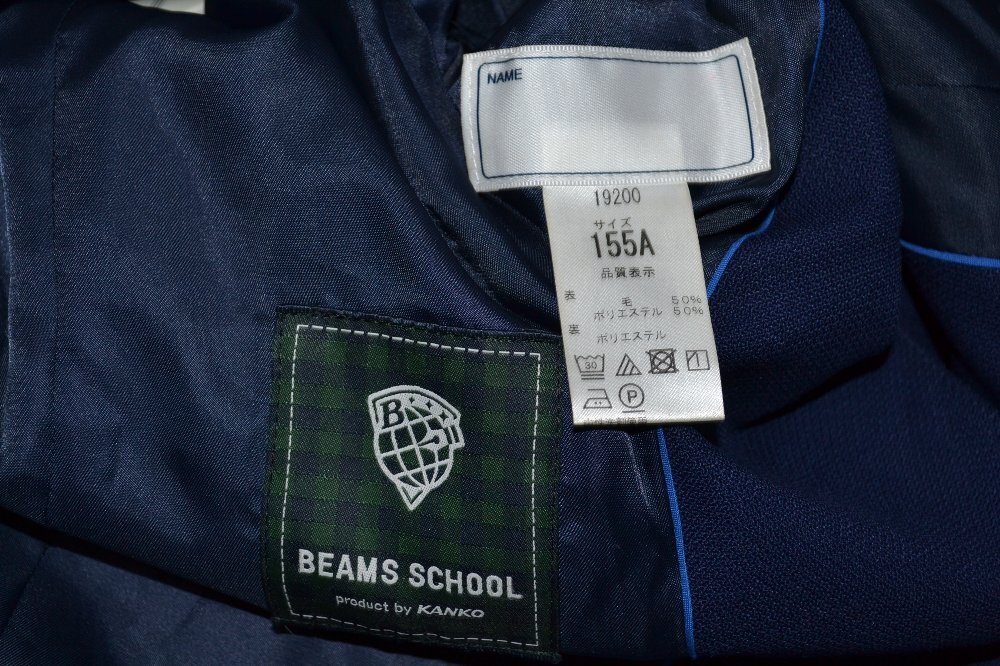 NAME
19200
サイズ
155A
品質表示
表 毛 50%
ポリエステル 50%
裏 ポリエステル
30
P
B
BEAMS SCHOOL
product by KANKO